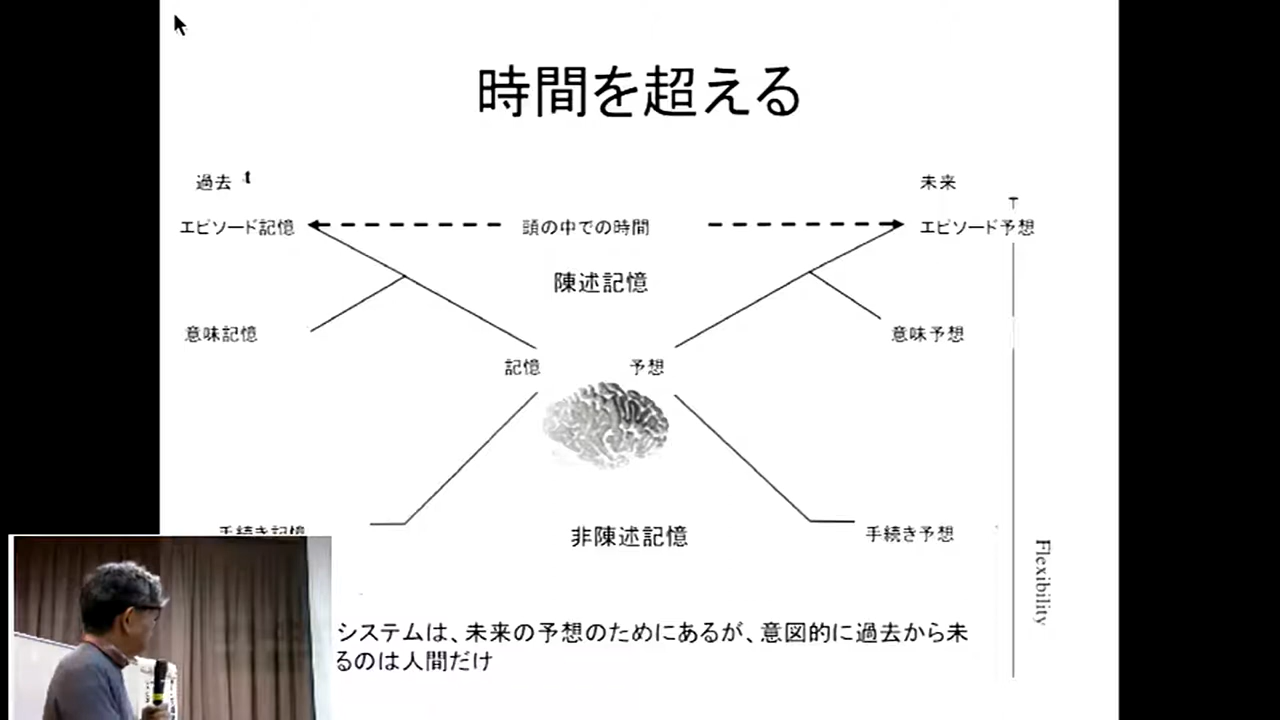 時間を超える
過去 t
未来
エピソード記憶
頭の中での時間
エピソード予想
陳述記憶
意味記憶
意味予想
記憶
予想
手続き記憶
非陳述記憶
手続き予想
Flexibility
システムは、未来の予想のためにあるが、意図的に過去から未
るのは人間だけ